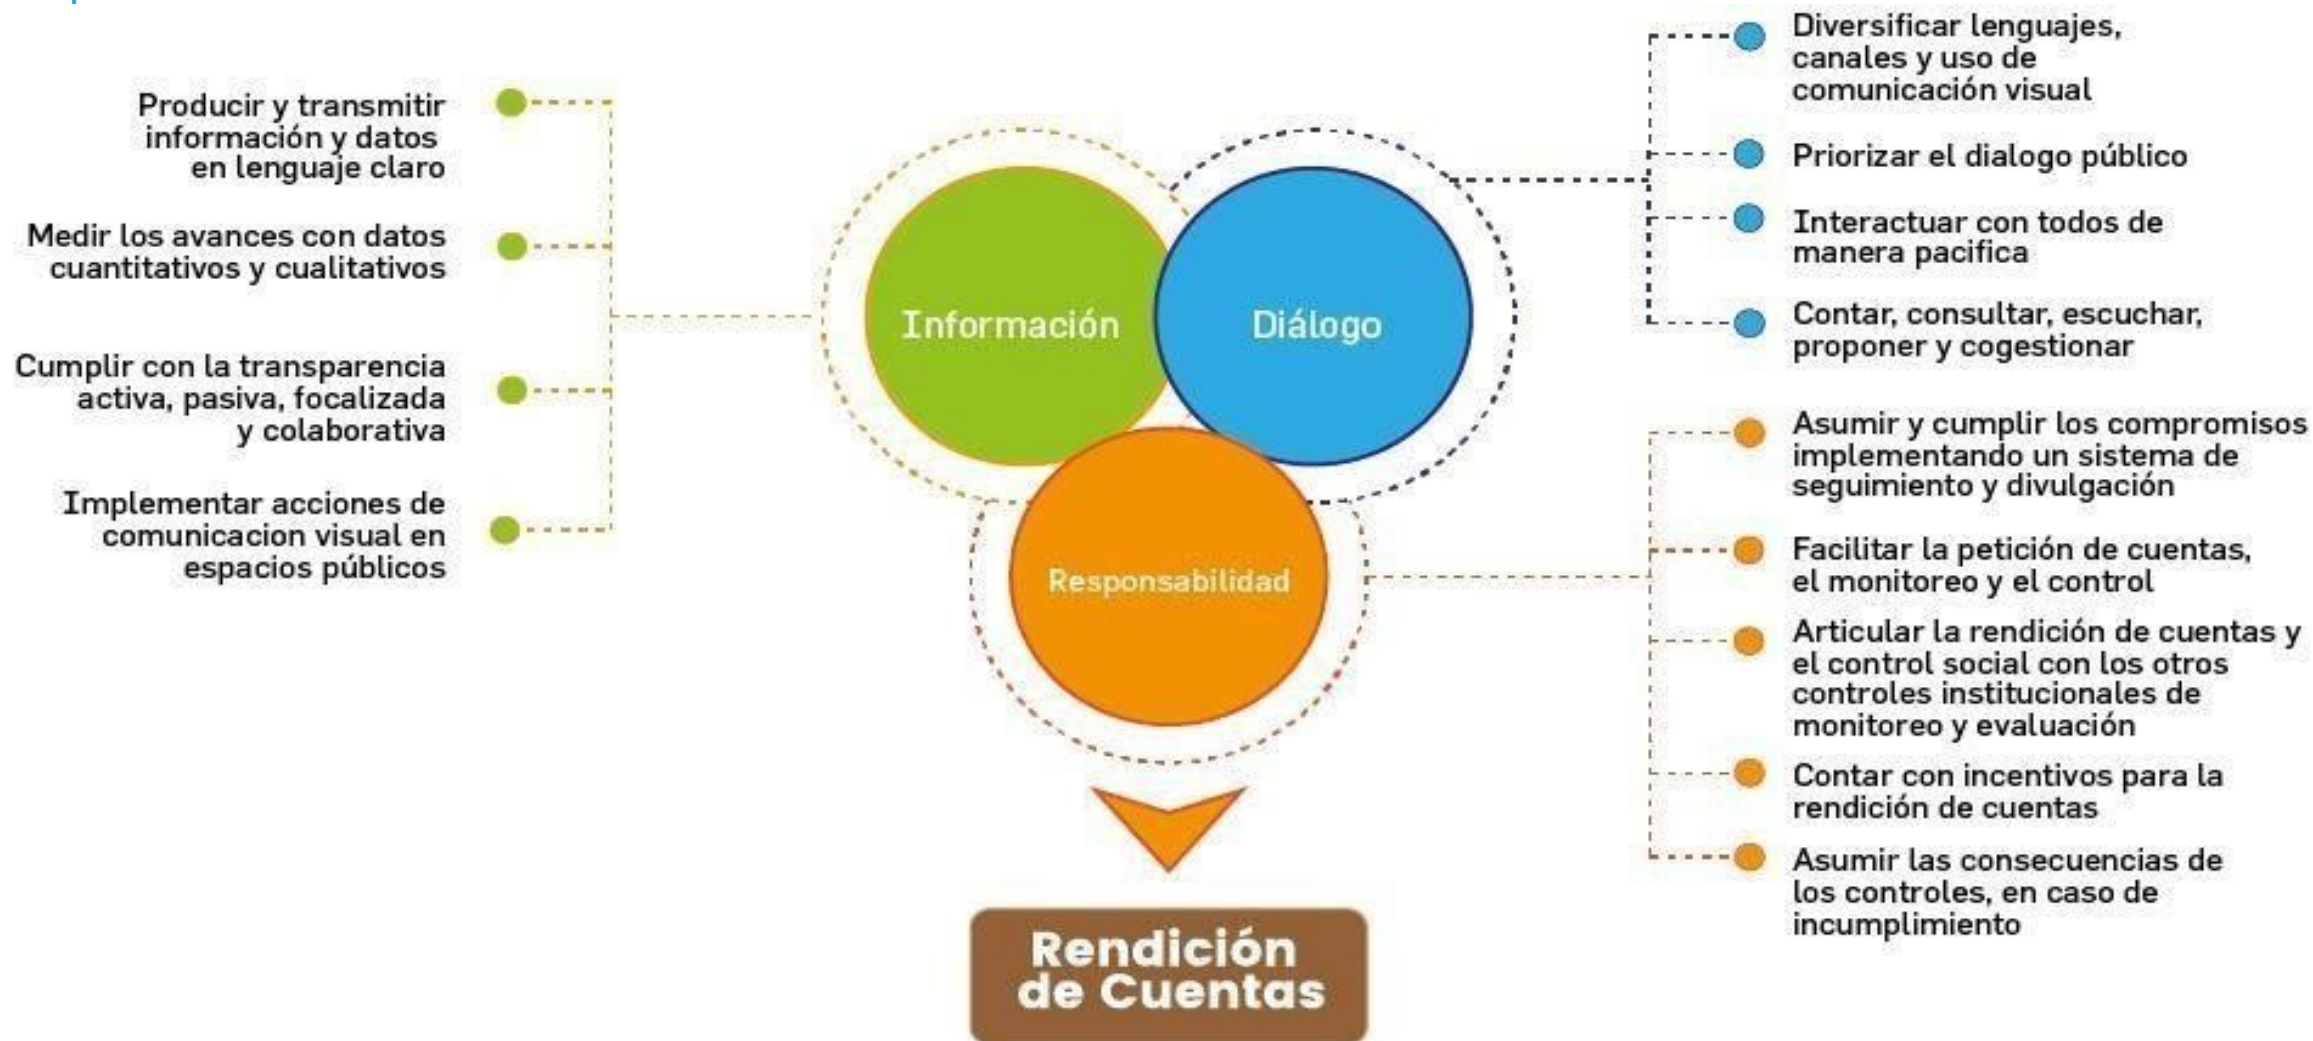 Producir y transmitir
información y datos
en lenguaje claro
Medir los avances con datos
cuantitativos y cualitativos
Cumplir con la transparencia
activa, pasiva, focalizada
y colaborativa
Implementar acciones de
comunicacion visual en
espacios públicos
Información
Diálogo
Responsabilidad
Rendición
de Cuentas
Diversificar lenguajes,
canales y uso de
comunicación visual
Priorizar el dialogo público
Interactuar con todos de
manera pacifica
Contar, consultar, escuchar,
proponer y cogestionar
Asumir y cumplir los compromisos
implementando un sistema de
seguimiento y divulgación
Facilitar la petición de cuentas,
el monitoreo y el control
Articular la rendición de cuentas y
el control social con los otros
controles institucionales de
monitoreo y evaluación
Contar con incentivos para la
rendición de cuentas
Asumir las consecuencias de
los controles, en caso de
incumplimiento